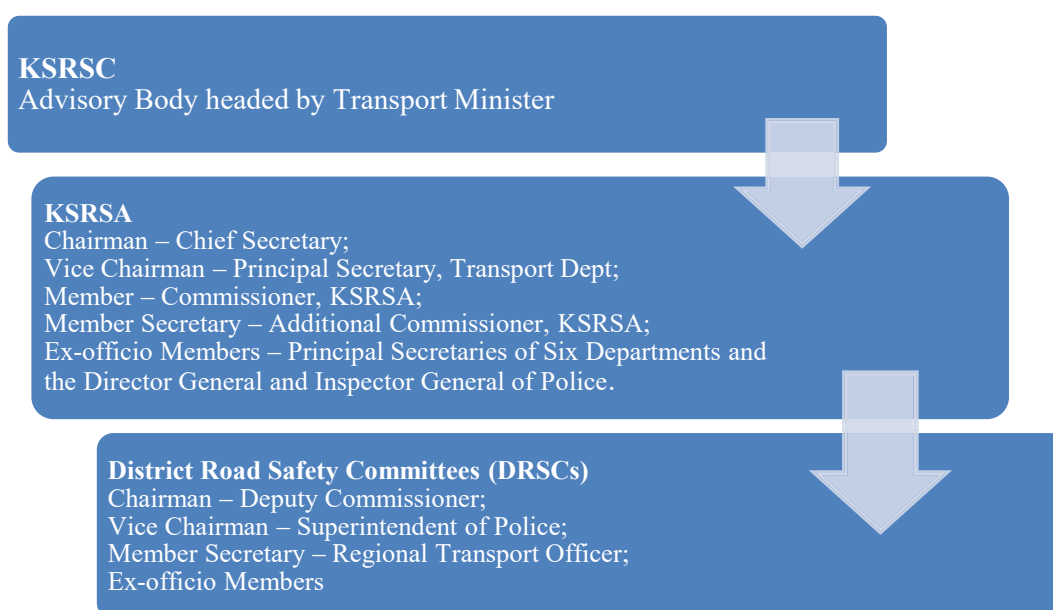 KSRSC
Advisory Body headed by Transport Minister
KSRSA
Chairman – Chief Secretary;
Vice Chairman – Principal Secretary, Transport Dept;
Member – Commissioner, KSRSA;
Member Secretary – Additional Commissioner, KSRSA;
Ex-officio Members – Principal Secretaries of Six Departments and
the Director General and Inspector General of Police.
District Road Safety Committees (DRSCs)
Chairman – Deputy Commissioner;
Vice Chairman – Superintendent of Police;
Member Secretary – Regional Transport Officer;
Ex-officio Members